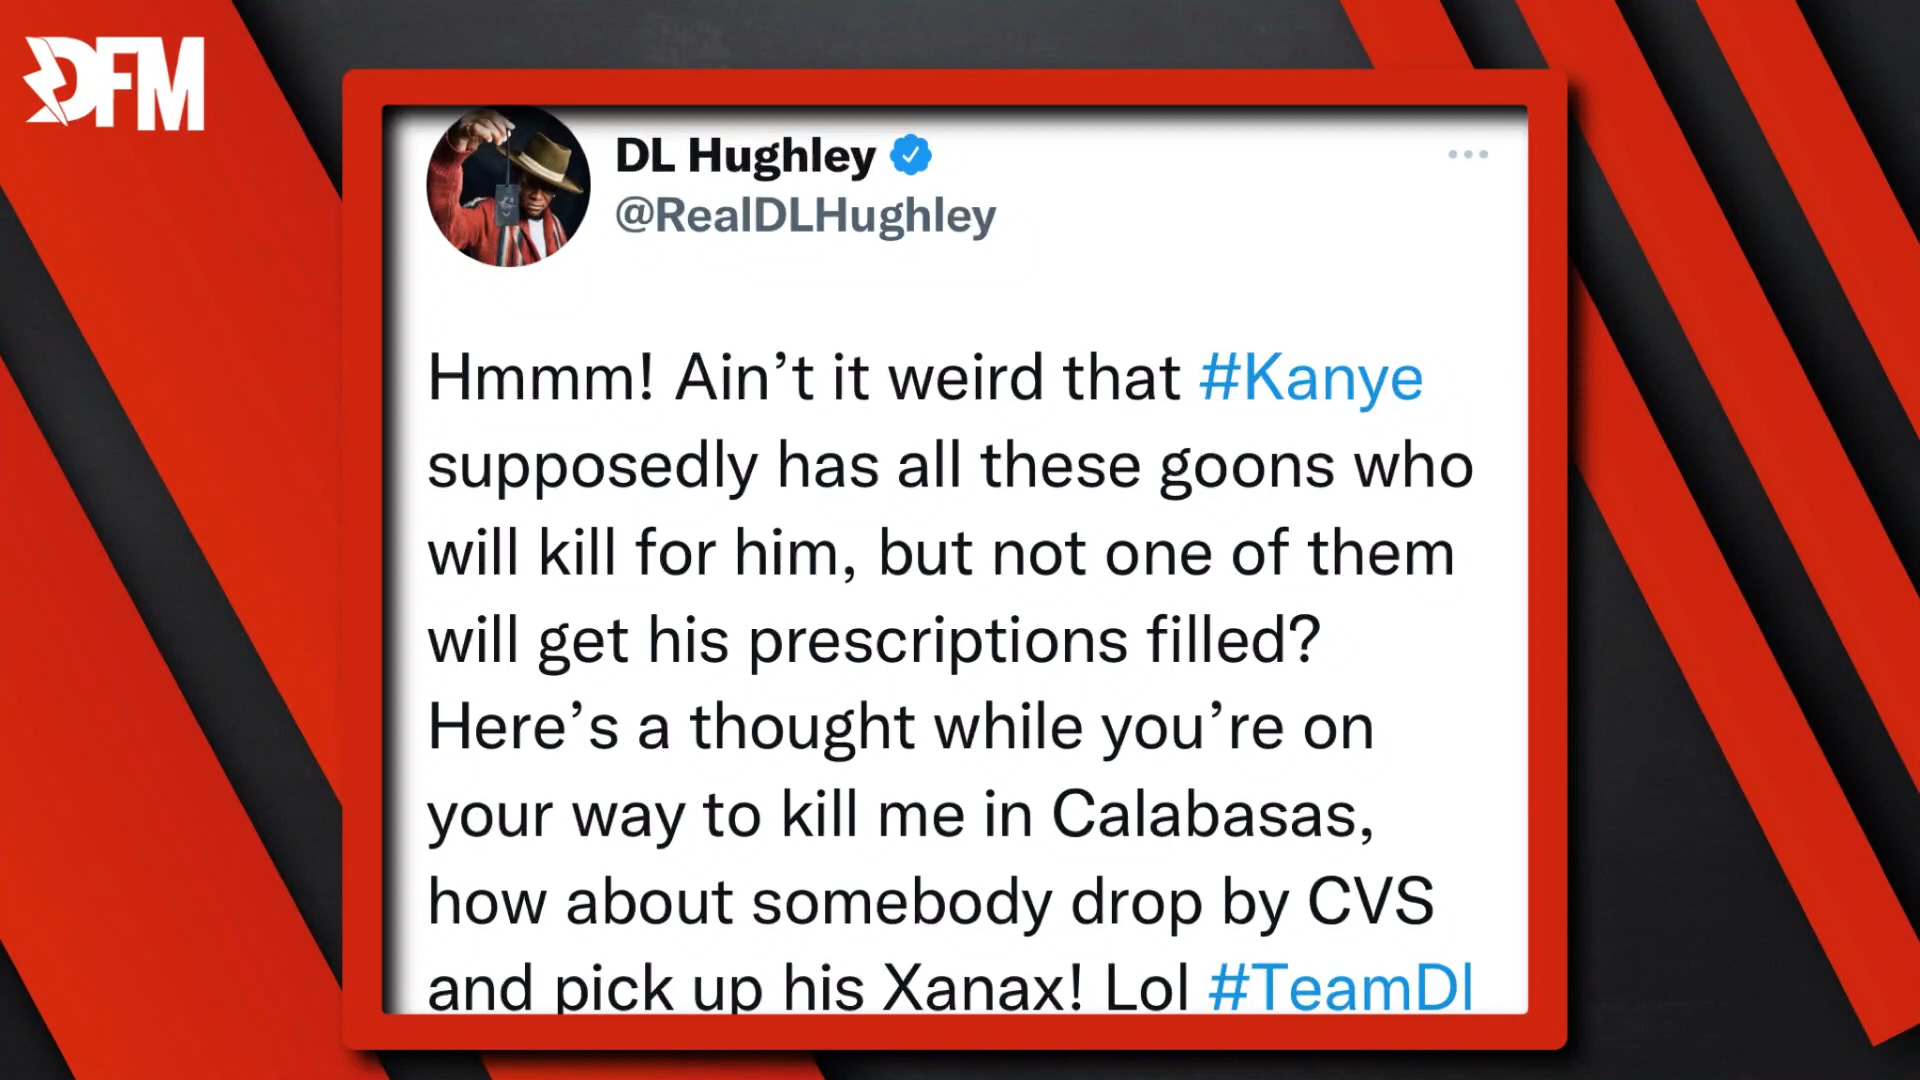 DFM
DL Hughley
@RealDLHughley
Hmmm! Ain’t it weird that #Kanye
supposedly has all these goons who
will kill for him, but not one of them
will get his prescriptions filled?
Here’s a thought while you’re on
your way to kill me in Calabasas,
how about somebody drop by CVS
and pick up his Xanax! Lol #TeamDl